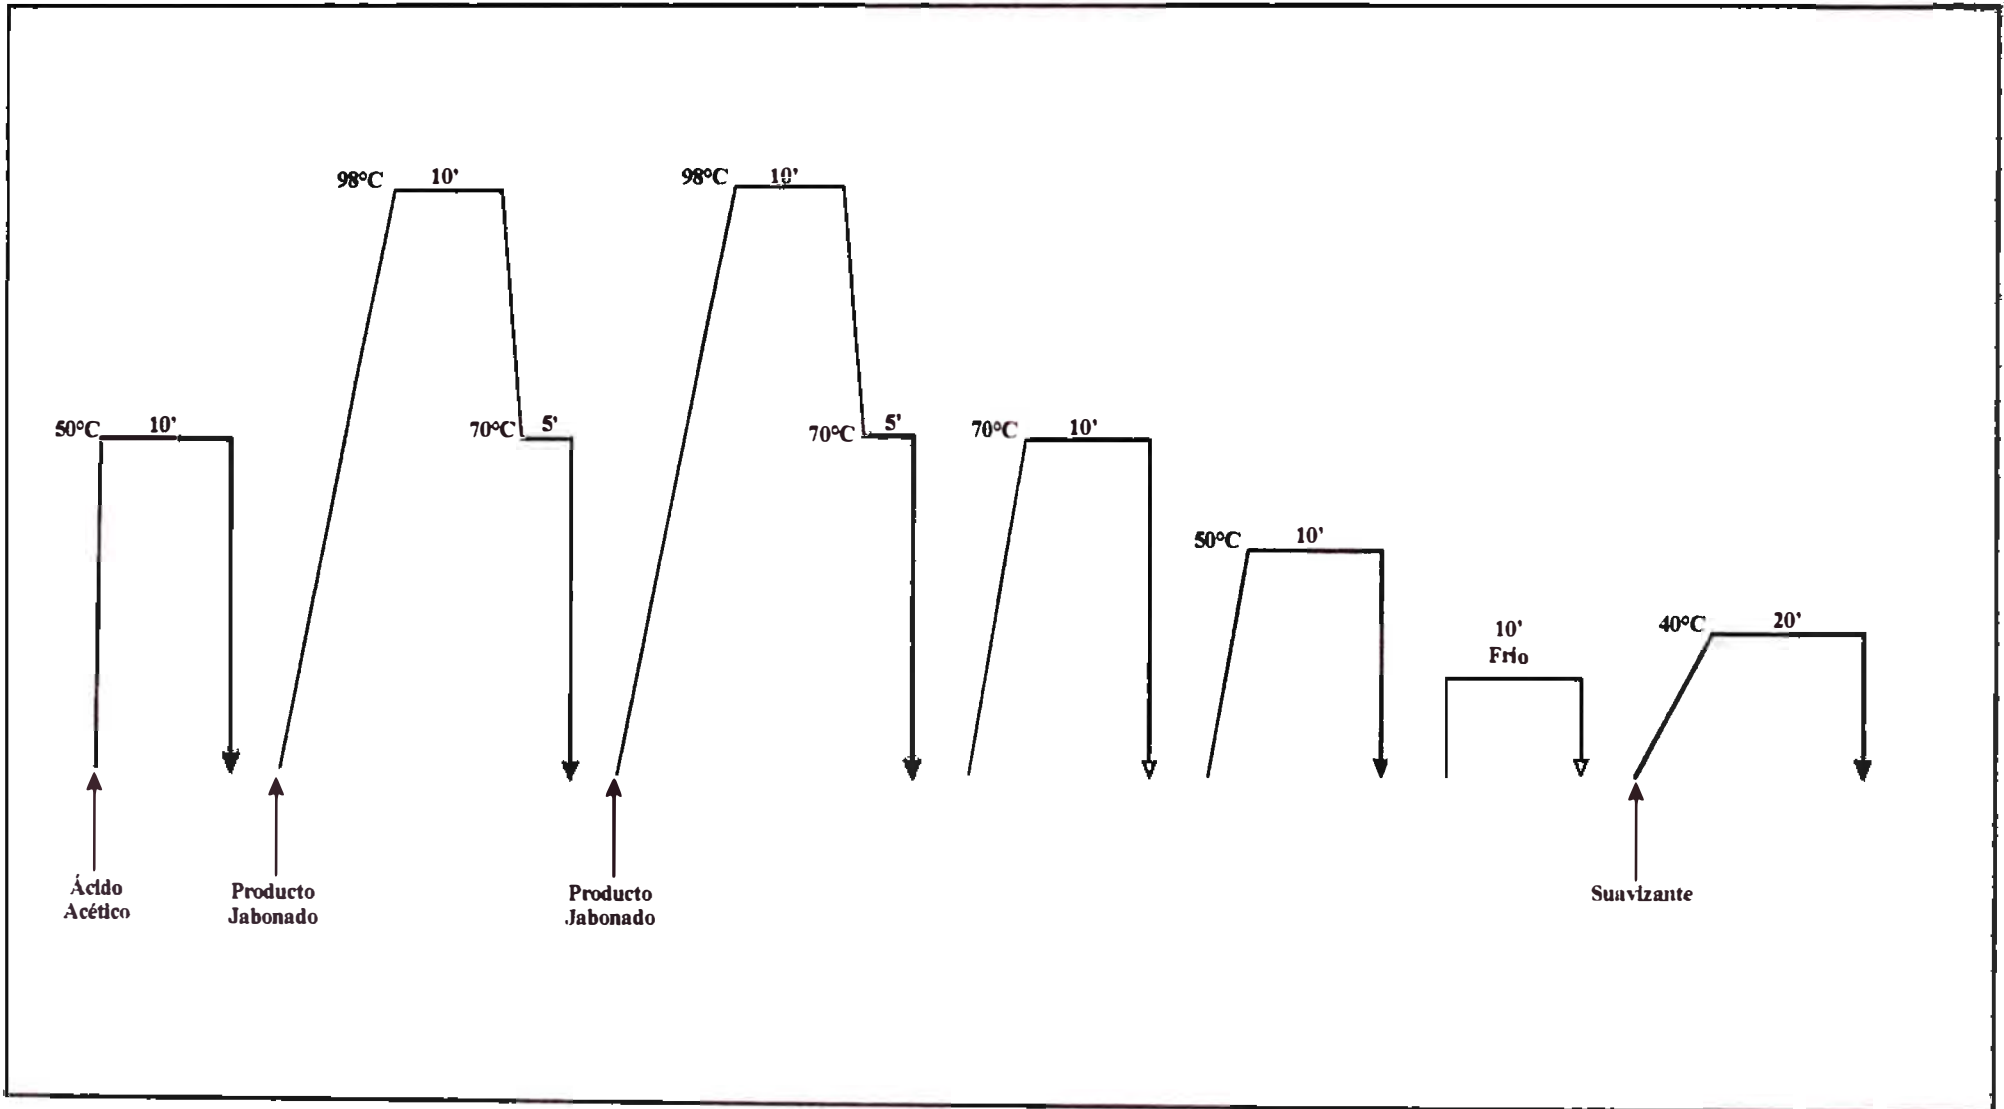 98°C
10'
98°C
10'
50°C
10'
70°C
5'
70°C
5'
70°C
10'
50°C
10'
10'
Frío
40°C
20'
Ácido
Acético
Producto
Jabonado
Producto
Jabonado
Suavizante